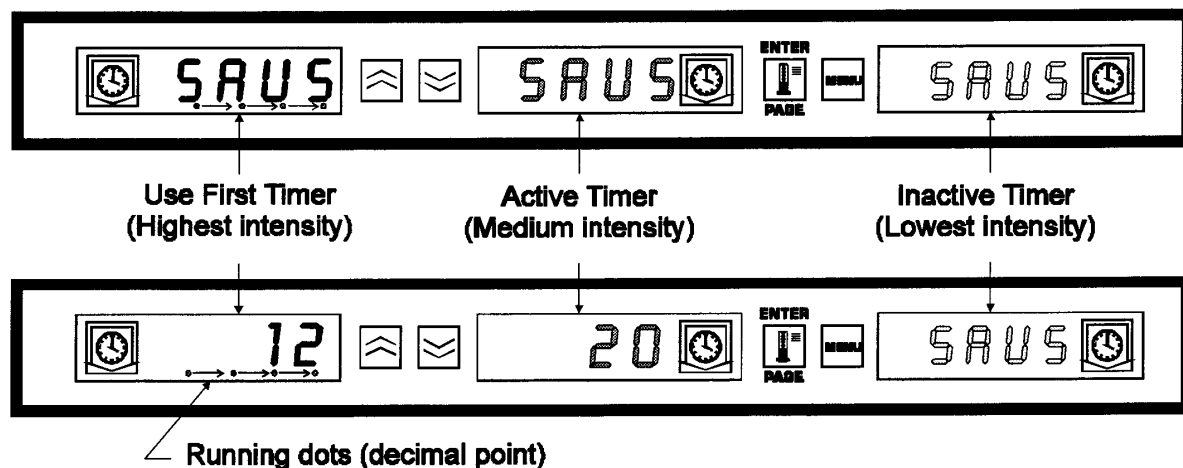 SAUS SAUS ENTER PAGE MENU SAUS
Use First Timer Active Timer Inactive Timer
(Highest intensity) (Medium intensity) (Lowest intensity)
12 20 ENTER PAGE MENU SAUS
Running dots (decimal point)